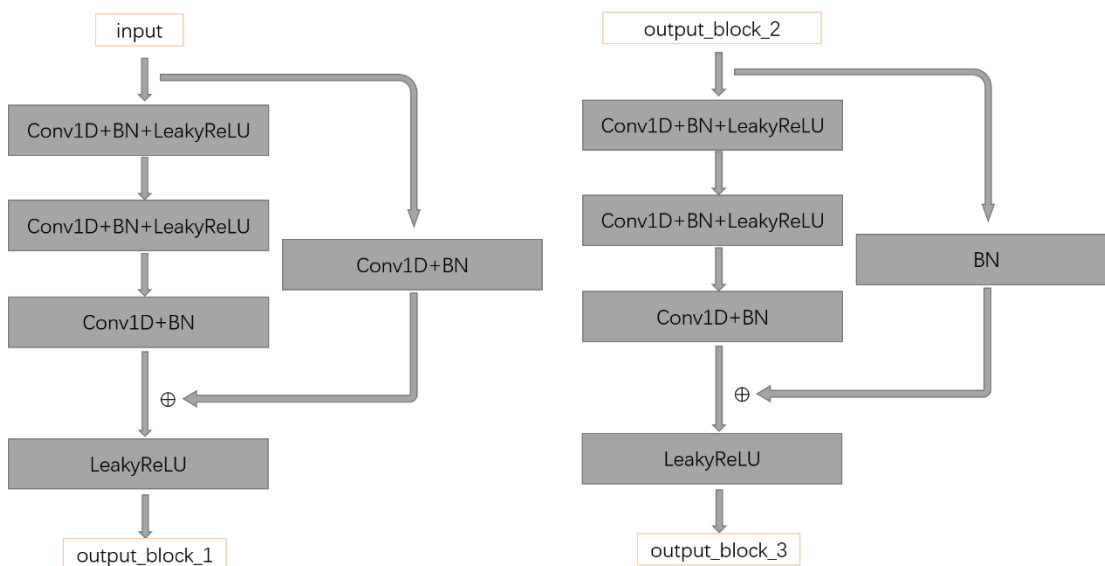 input
Conv1D+BN+LeakyReLU
Conv1D+BN+LeakyReLU
Conv1D+BN
Conv1D+BN
⊕
LeakyReLU
output_block_1
output_block_2
Conv1D+BN+LeakyReLU
Conv1D+BN+LeakyReLU
BN
Conv1D+BN
⊕
LeakyReLU
output_block_3